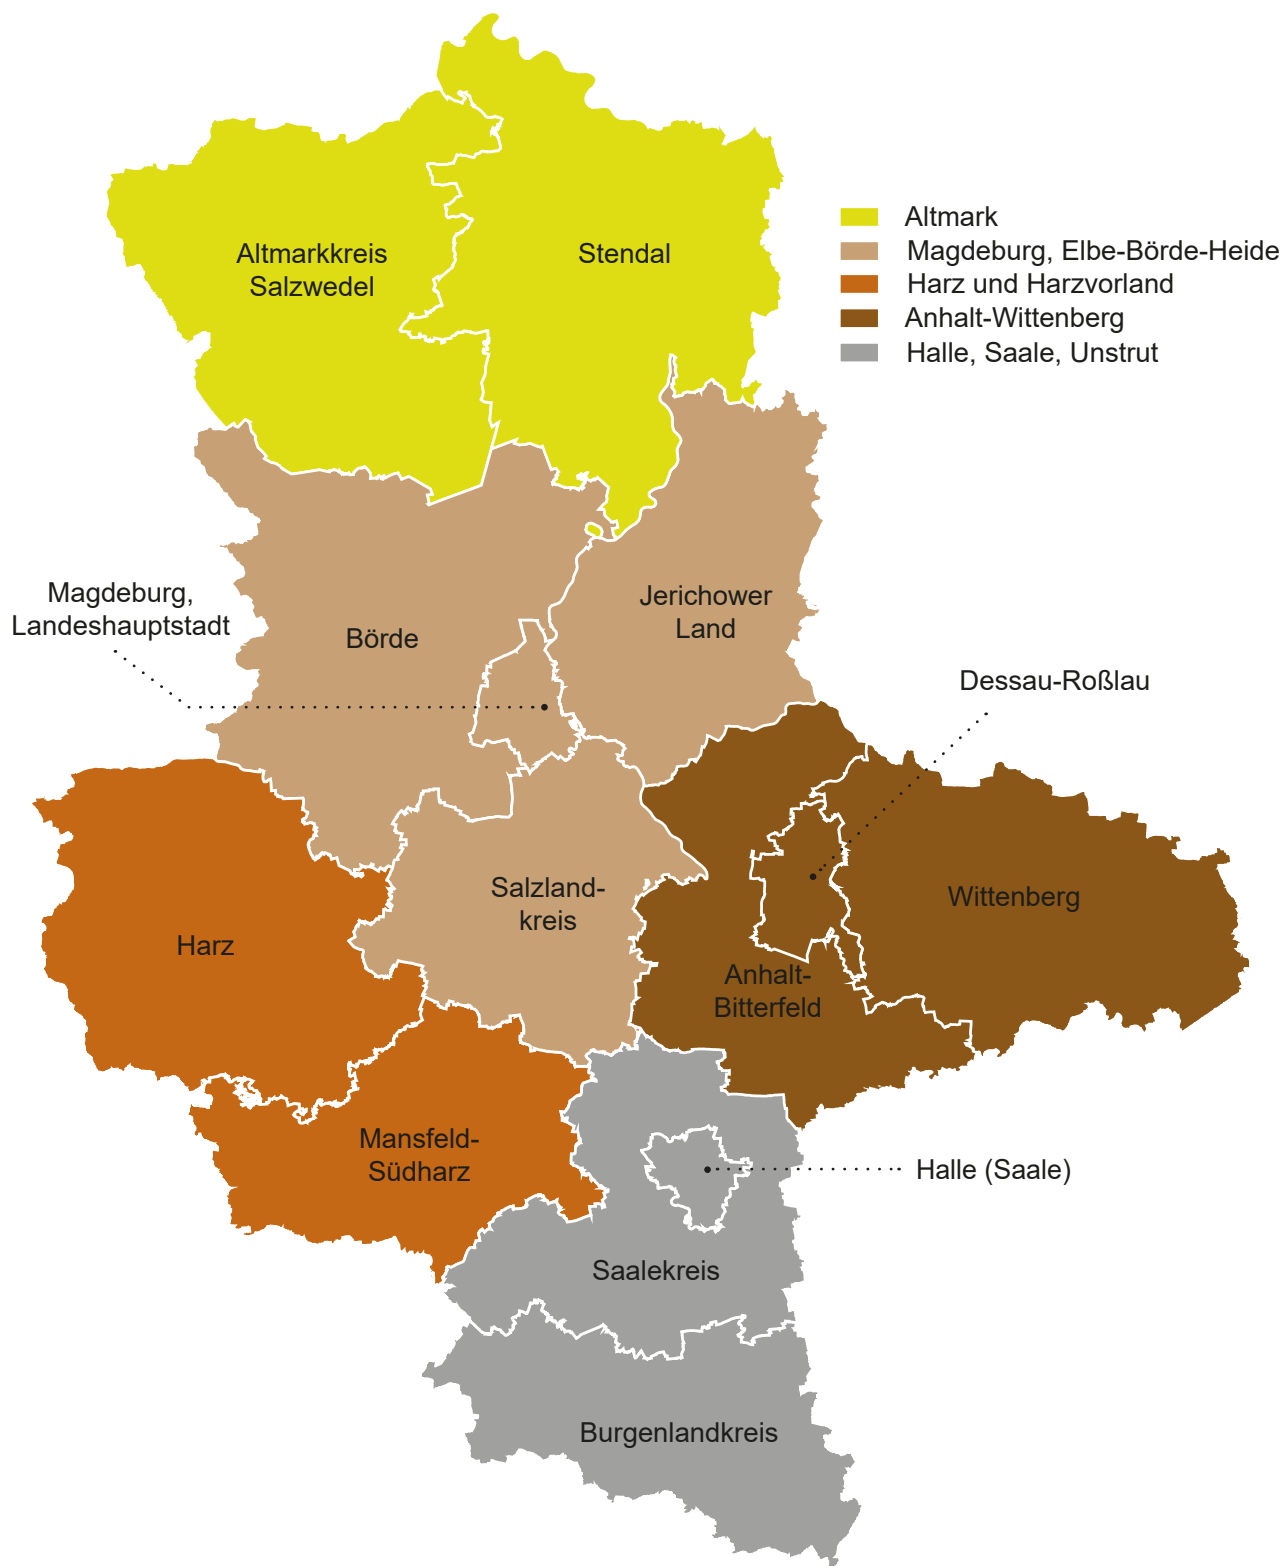 Altmark
Magdeburg, Elbe-Börde-Heide
Harz und Harzvorland
Anhalt-Wittenberg
Halle, Saale, Unstrut
Altmarkkreis
Salzwedel
Stendal
Magdeburg,
Landeshauptstadt
Börde
Jerichower
Land
Dessau-Roßlau
Salzland-
kreis
Wittenberg
Harz
Anhalt-
Bitterfeld
Mansfeld-
Südharz
Halle (Saale)
Saalekreis
Burgenlandkreis